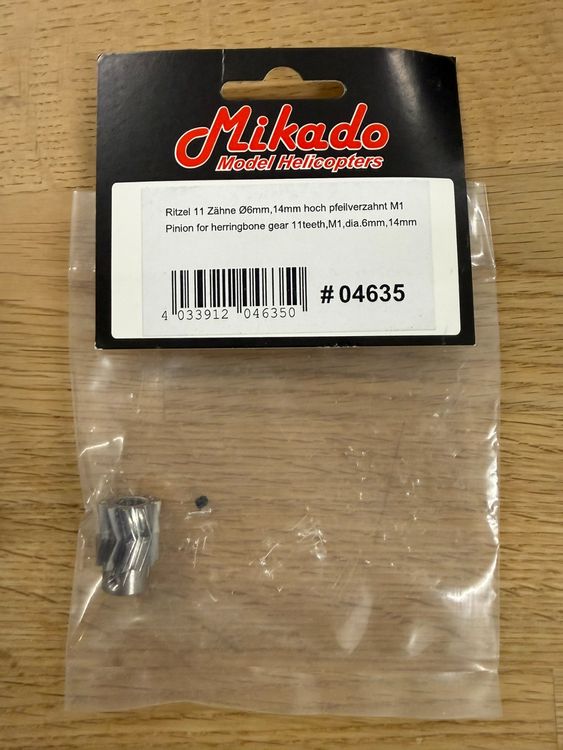 Mikado
Model Helicopters
Ritzel 11 Zähne Ø6mm,14mm hoch pfeilverzahnt M1
Pinion for herringbone gear 11teeth,M1,dia.6mm,14mm
# 04635
4 033912 046350